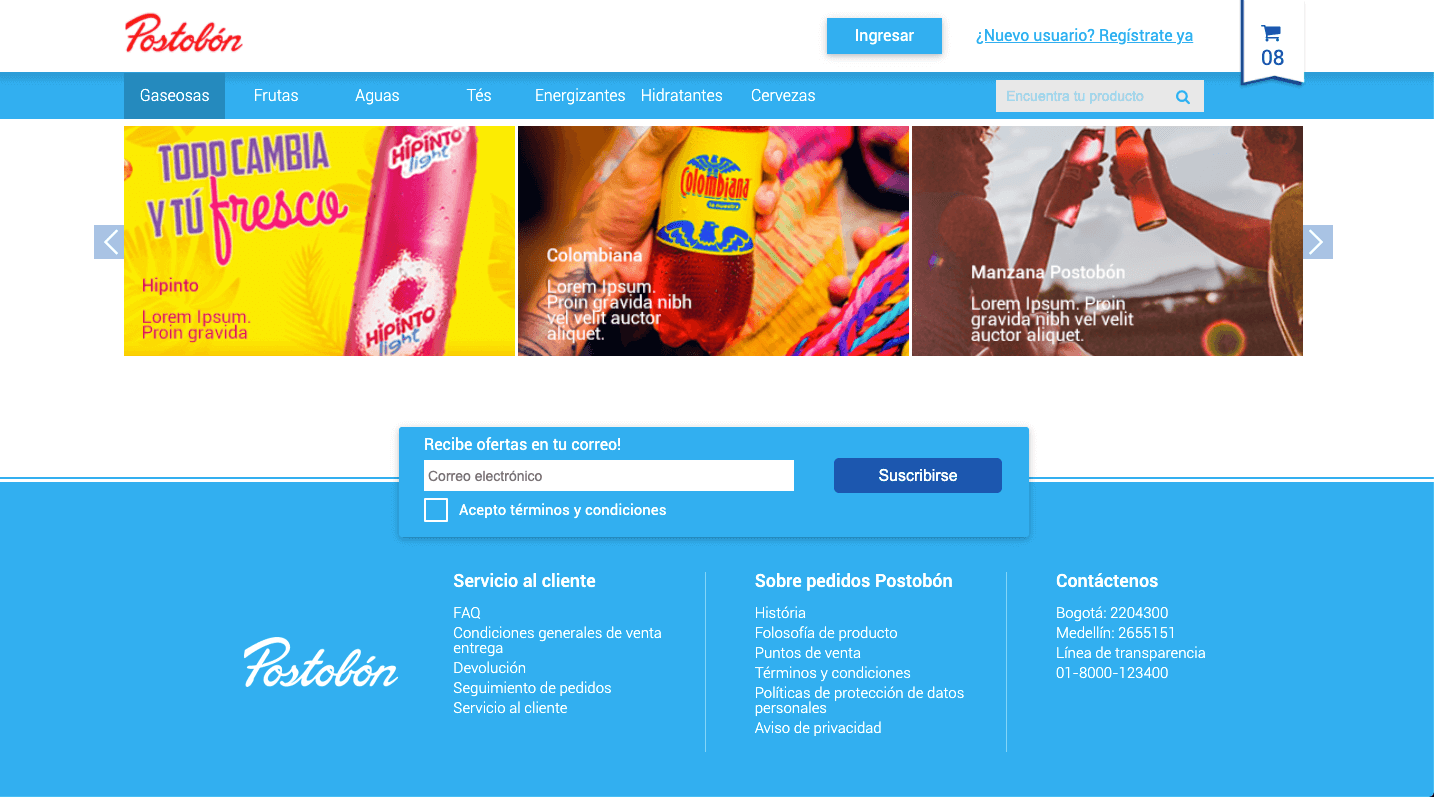 Postobón
Ingresar
¿Nuevo usuario? Regístrate ya
08
Gaseosas
Frutas
Aguas
Tés
Energizantes
Hidratantes
Cervezas
Encuentra tu producto
TODO CAMBIA
Y TÚ fresco
HiPiNTO
light
Hipinto
Lorem Ipsum.
Proin gravida
HiPiNTO
light
Colombiana
la nuestra
Colombiana
Lorem Ipsum.
Proin gravida nibh
vel velit auctor
aliquet.
Manzana Postobón
Lorem Ipsum. Proin
gravida nibh vel velit
auctor aliquet.
Recibe ofertas en tu correo!
Correo electrónico
Suscribirse
Acepto términos y condiciones
Postobón
Servicio al cliente
FAQ
Condiciones generales de venta
entrega
Devolución
Seguimiento de pedidos
Servicio al cliente
Sobre pedidos Postobón
História
Folosofía de producto
Puntos de venta
Términos y condiciones
Políticas de protección de datos
personales
Aviso de privacidad
Contáctenos
Bogotá: 2204300
Medellín: 2655151
Línea de transparencia
01-8000-123400